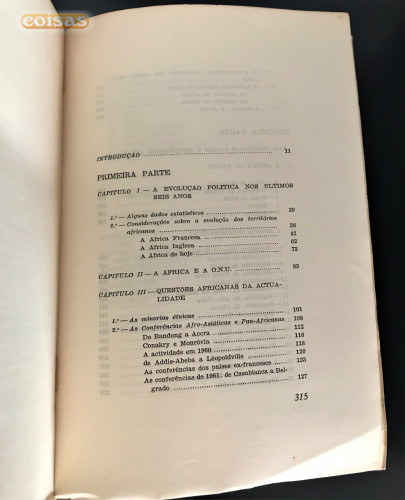 coisas
INTRODUÇÃO 11
PRIMEIRA PARTE
CAPITULO I — A EVOLUÇÃO POLITICA NOS ULTIMOS
SEIS ANOS
1.º — Alguns dados estatísticos 29
2.º — Considerações sobre a evolução dos territórios
africanos 38
A Africa Francesa 41
A Africa Inglesa 62
A Africa de hoje 72
CAPITULO II — A AFRICA E A O.N.U. 83
CAPITULO III — QUESTÕES AFRICANAS DA ACTUA-
LIDADE
1.º — As minorias étnicas 101
2.º — As Conferências Afro-Asiáticas e Pan-Africanas 108
De Bandung a Accra 112
Conakry e Monróvia 116
A actividade em 1960 118
de Addis-Abeba a Léopoldville 120
As conferências dos países ex-franceses 123
As conferências de 1961: de Casablanca a Bel-
grado 127
315